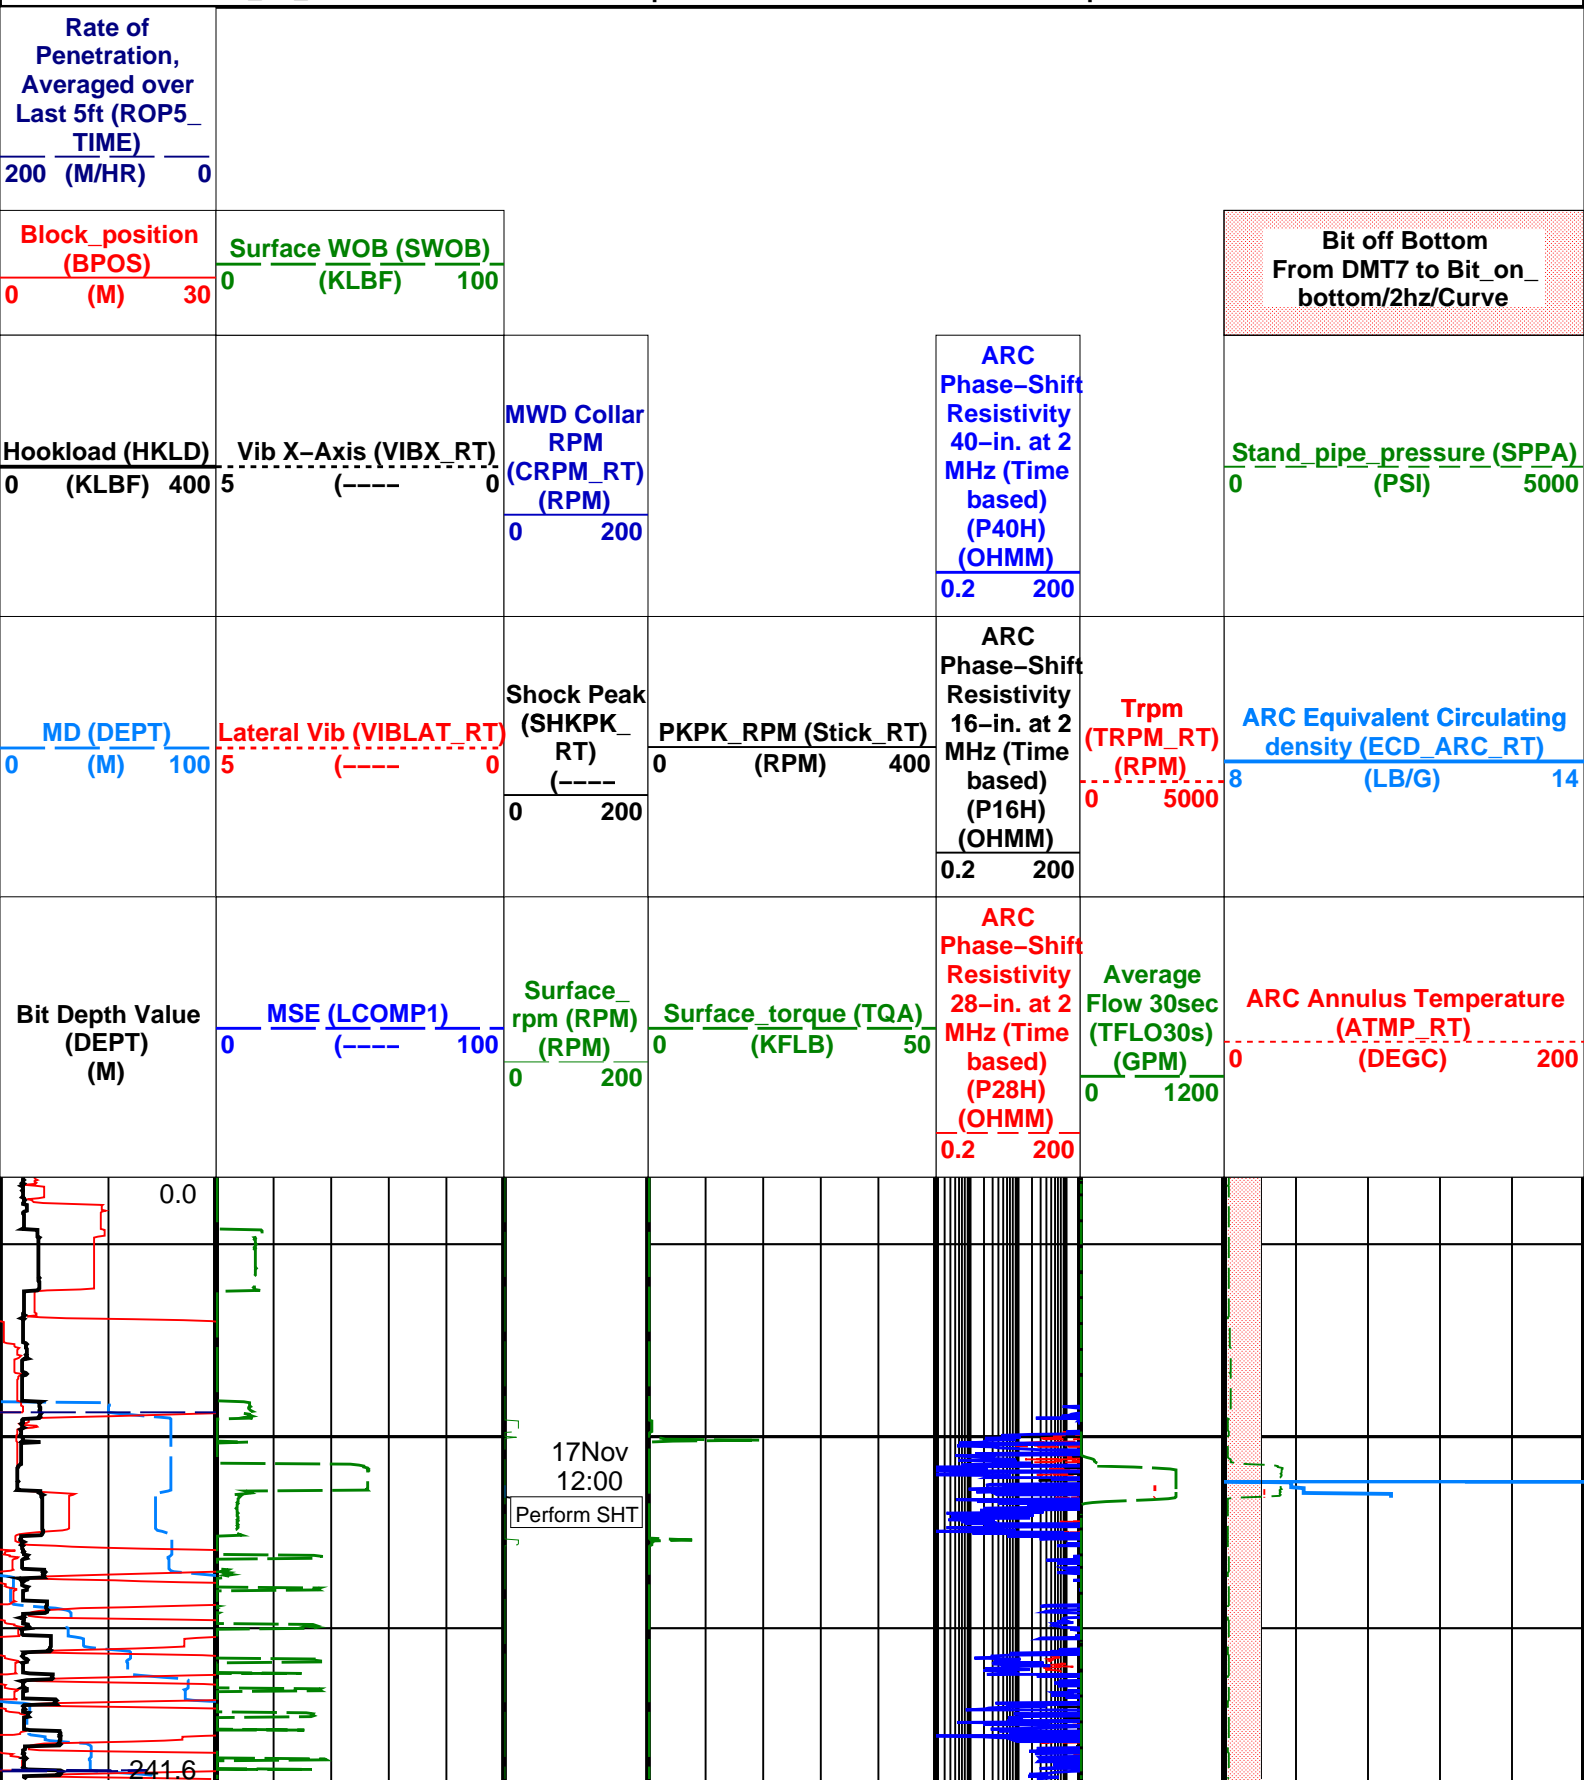 Rate of
Penetration,
Averaged over
Last 5ft (ROP5_
TIME)
200 (M/HR) 0
Block_position
(BPOS)
0 (M) 30
Surface WOB (SWOB)
0 (KLBF) 100
Bit off Bottom
From DMT7 to Bit_on_
bottom/2hz/Curve
Hookload (HKLD)
0 (KLBF) 400
Vib X−Axis (VIBX_RT)
5 (−−−− 0
MWD Collar
RPM
(CRPM_RT)
(RPM)
0 200
ARC
Phase−Shift
Resistivity
40−in. at 2
MHz (Time
based)
(P40H)
(OHMM)
0.2 200
Stand_pipe_pressure (SPPA)
0 (PSI) 5000
MD (DEPT)
0 (M) 100
Lateral Vib (VIBLAT_RT)
5 (−−−− 0
Shock Peak
(SHKPK_
RT)
(−−−−
0 200
PKPK_RPM (Stick_RT)
0 (RPM) 400
ARC
Phase−Shift
Resistivity
16−in. at 2
MHz (Time
based)
(P16H)
(OHMM)
0.2 200
Trpm
(TRPM_RT)
(RPM)
0 5000
ARC Equivalent Circulating
density (ECD_ARC_RT)
8 (LB/G) 14
Bit Depth Value
(DEPT)
(M)
MSE (LCOMP1)
0 (−−−− 100
Surface_
rpm (RPM)
(RPM)
0 200
Surface_torque (TQA)
0 (KFLB) 50
ARC
Phase−Shift
Resistivity
28−in. at 2
MHz (Time
based)
(P28H)
(OHMM)
0.2 200
Average
Flow 30sec
(TFLO30s)
(GPM)
0 1200
ARC Annulus Temperature
(ATMP_RT)
0 (DEGC) 200
0.0
17Nov
12:00
Perform SHT
241.6